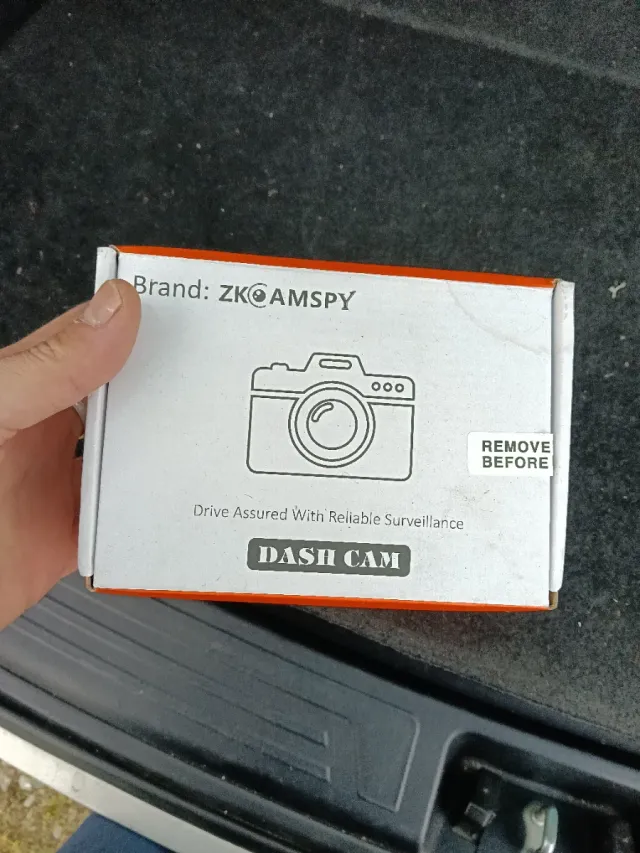 Brand: ZKCAMSPY
REMOVE
BEFORE
Drive Assured With Reliable Surveillance
DASH CAM